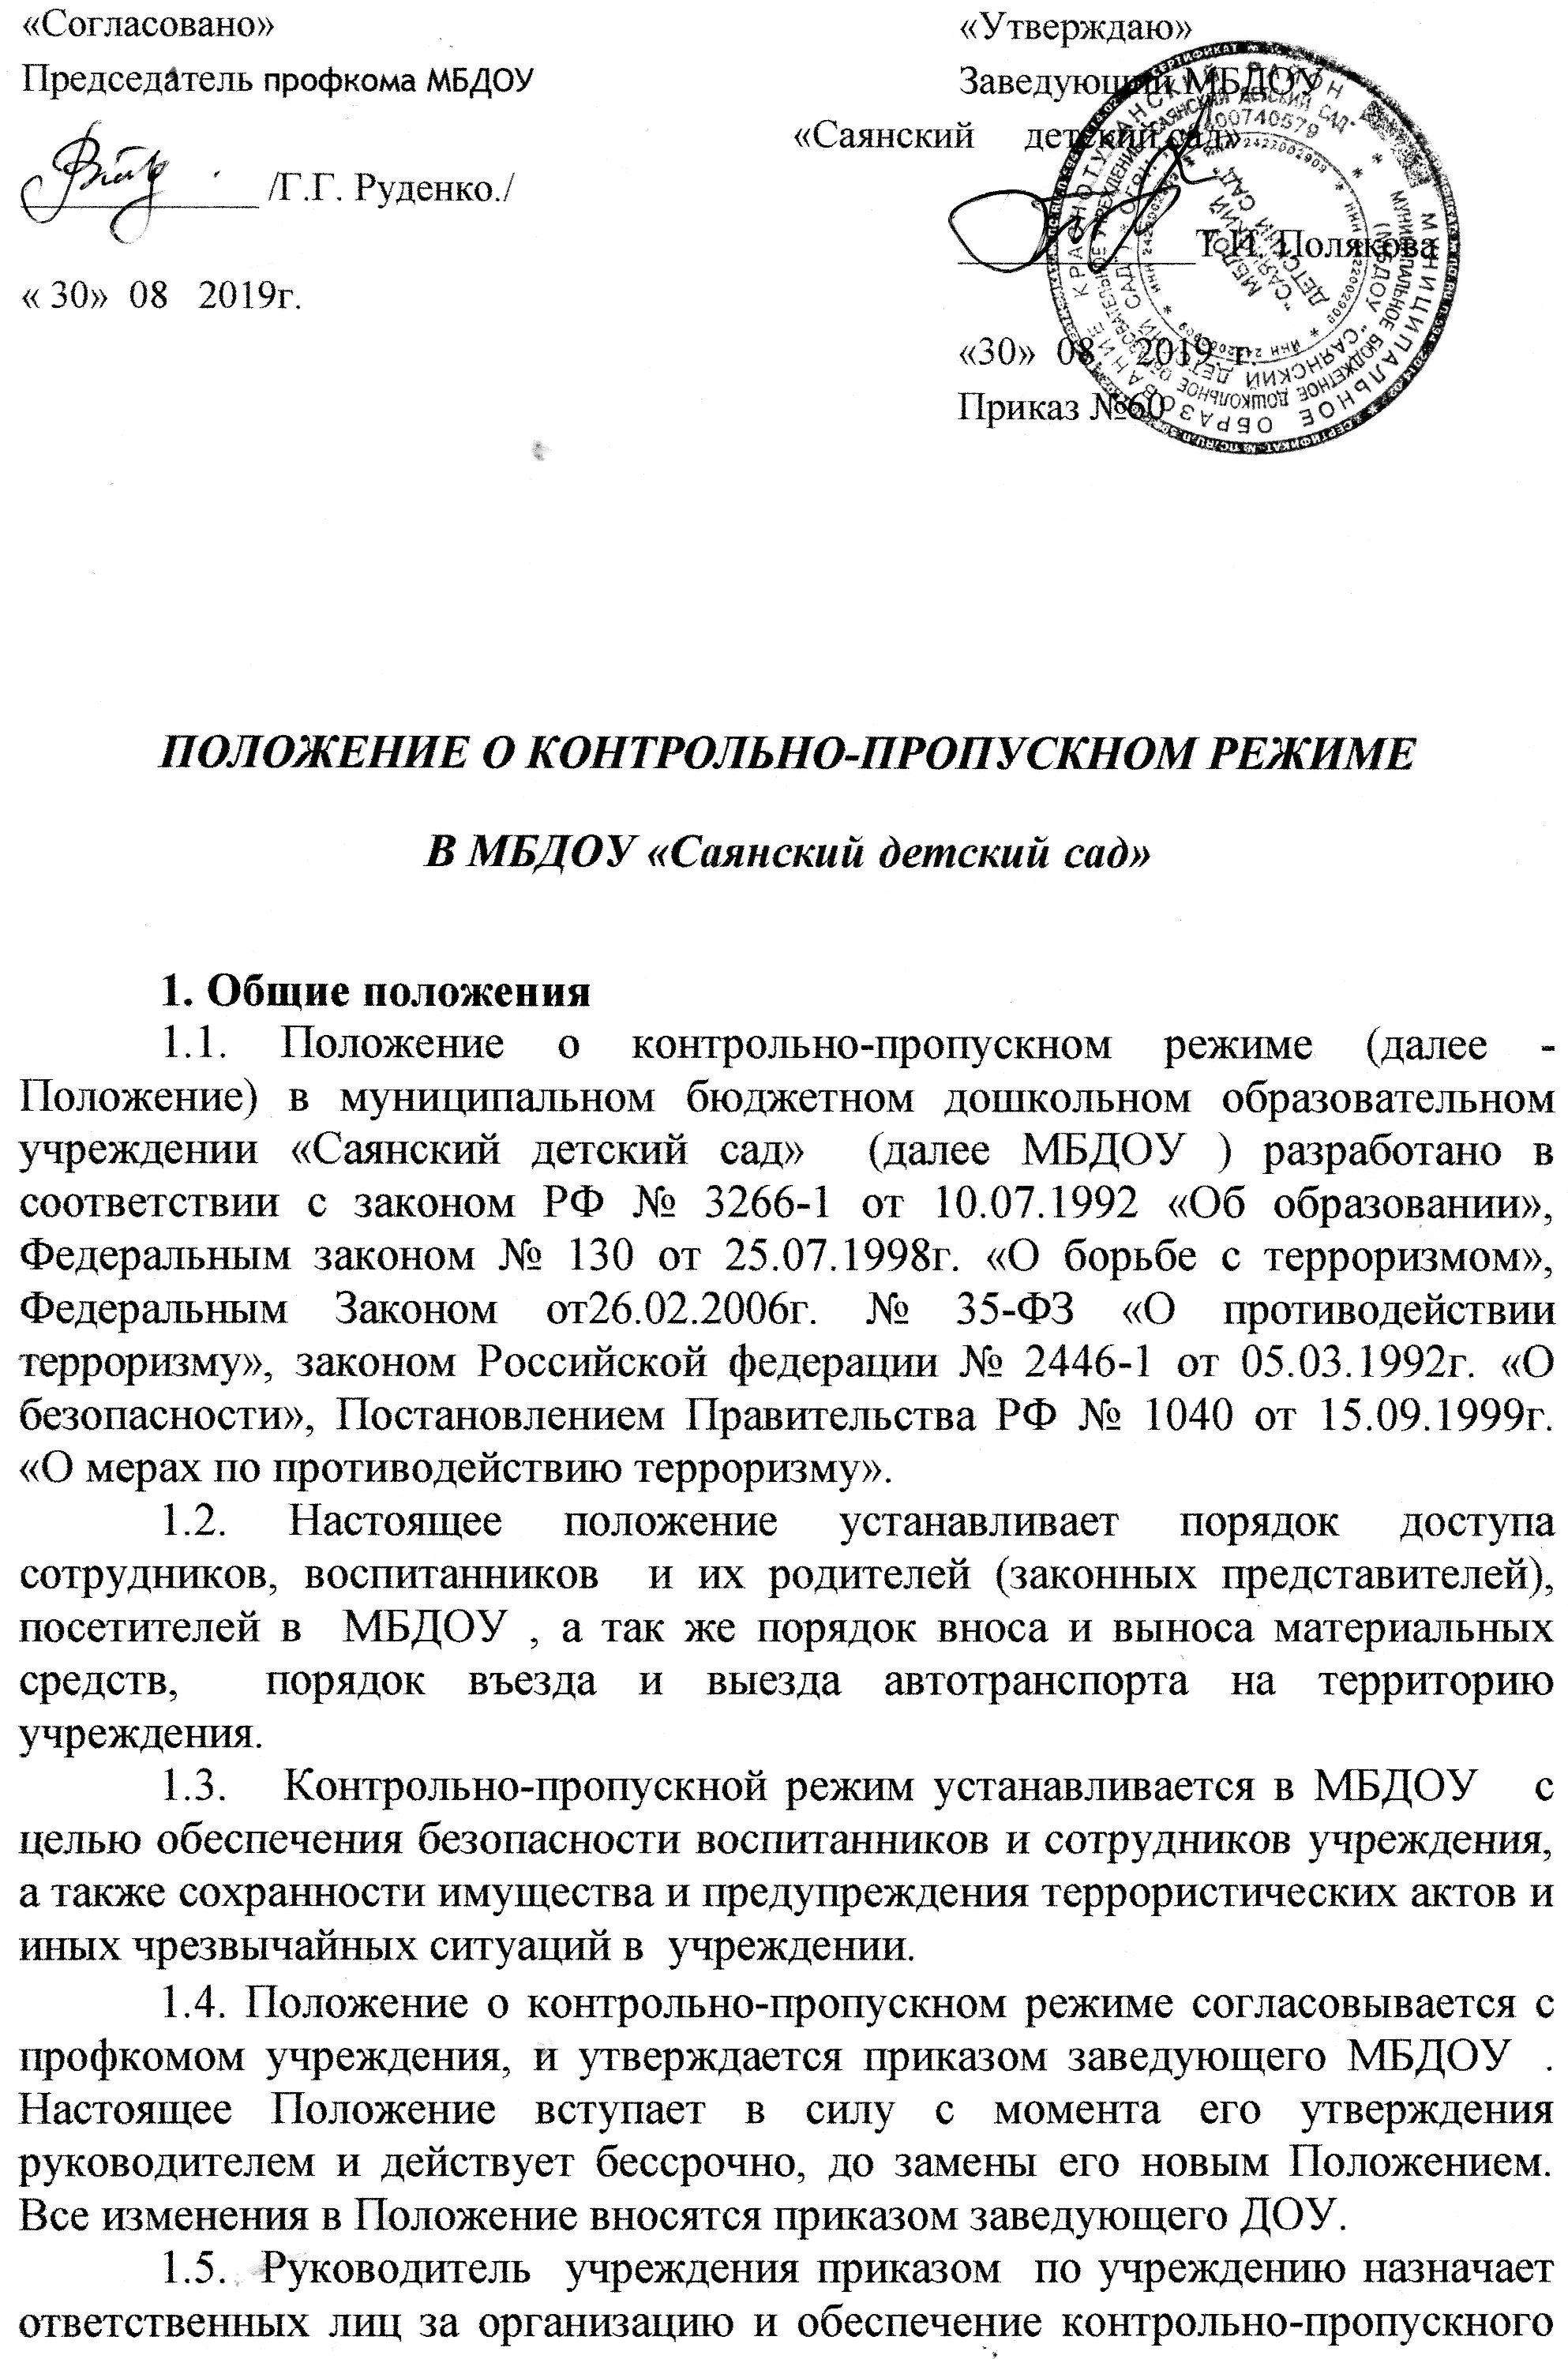 «Согласовано»
Председатель профкома МБДОУ
/Г.Г. Руденко./
« 30»  08   2019г.
«Утверждаю»
Заведующий МБДОУ
«Саянский детский сад»
Т.И. Полякова
«30»  08    2019  г.
Приказ №60
МБДОУ
"САЯНСКИЙ
ДЕТСКИЙ САД"
ПОЛОЖЕНИЕ О КОНТРОЛЬНО-ПРОПУСКНОМ РЕЖИМЕ
В МБДОУ «Саянский детский сад»
1. Общие положения
1.1. Положение о контрольно-пропускном режиме (далее -
Положение) в муниципальном бюджетном дошкольном образовательном
учреждении «Саянский детский сад»  (далее МБДОУ ) разработано в
соответствии с законом РФ № 3266-1 от 10.07.1992 «Об образовании»,
Федеральным законом № 130 от 25.07.1998г. «О борьбе с терроризмом»,
Федеральным Законом от26.02.2006г. № 35-ФЗ «О противодействии
терроризму», законом Российской федерации № 2446-1 от 05.03.1992г. «О
безопасности», Постановлением Правительства РФ № 1040 от 15.09.1999г.
«О мерах по противодействию терроризму».
1.2. Настоящее положение устанавливает порядок доступа
сотрудников, воспитанников  и их родителей (законных представителей),
посетителей в  МБДОУ , а так же порядок вноса и выноса материальных
средств,  порядок въезда и выезда автотранспорта на территорию
учреждения.
1.3.  Контрольно-пропускной режим устанавливается в МБДОУ  с
целью обеспечения безопасности воспитанников и сотрудников учреждения,
а также сохранности имущества и предупреждения террористических актов и
иных чрезвычайных ситуаций в  учреждении.
1.4. Положение о контрольно-пропускном режиме согласовывается с
профкомом учреждения, и утверждается приказом заведующего МБДОУ  .
Настоящее Положение вступает в силу с момента его утверждения
руководителем и действует бессрочно, до замены его новым Положением.
Все изменения в Положение вносятся приказом заведующего ДОУ.
1.5.  Руководитель  учреждения приказом  по учреждению назначает
ответственных лиц за организацию и обеспечение контрольно-пропускного